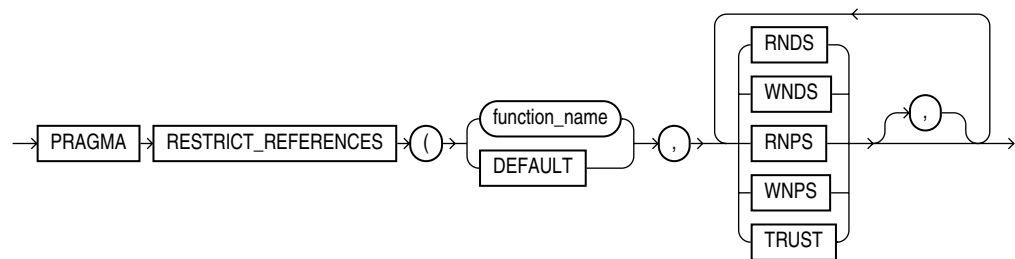 PRAGMA RESTRICT_REFERENCES ( function_name DEFAULT , RNDS WNDS RNPS WNPS TRUST ,